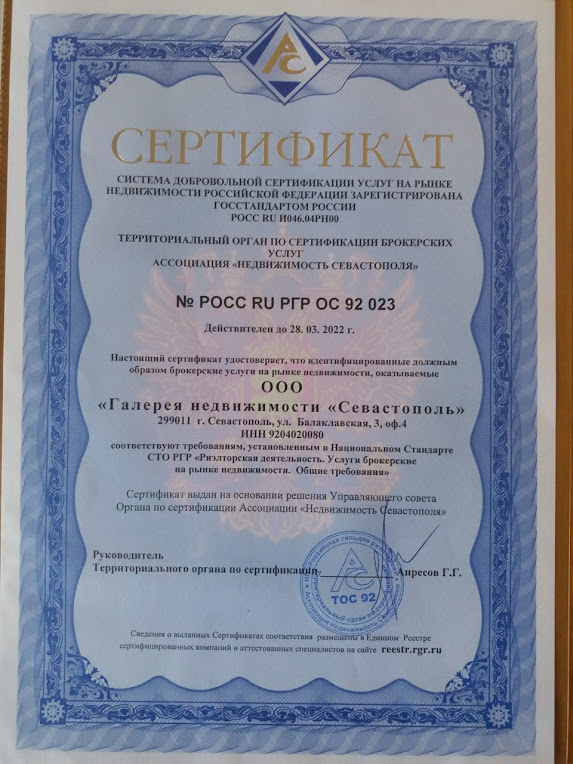 АС
СЕРТИФИКАТ
СИСТЕМА ДОБРОВОЛЬНОЙ СЕРТИФИКАЦИИ УСЛУГ НА РЫНКЕ
НЕДВИЖИМОСТИ РОССИЙСКОЙ ФЕДЕРАЦИИ ЗАРЕГИСТРИРОВАНА
ГОССТАНДАРТОМ РОССИИ
РОСС RU И046.04РН00
ТЕРРИТОРИАЛЬНЫЙ ОРГАН ПО СЕРТИФИКАЦИИ БРОКЕРСКИХ
УСЛУГ
АССОЦИАЦИЯ «НЕДВИЖИМОСТЬ СЕВАСТОПОЛЯ»
№ РОСС RU РГР ОС 92 023
Действителен до 28. 03. 2022 г.
Настоящий сертификат удостоверяет, что идентифицированные должным
образом брокерские услуги на рынке недвижимости, оказываемые
ООО
«Галерея недвижимости «Севастополь»
299011 г. Севастополь, ул. Балаклавская, 3, оф.4
ИНН 9204020080
соответствуют требованиям, установленным в Национальном Стандарте
СТО РГР «Риэлторская деятельность. Услуги брокерские
на рынке недвижимости. Общие требования»
Сертификат выдан на основании решения Управляющего совета
Органа по сертификации Ассоциации «Недвижимость Севастополя»
Руководитель
Территориального органа по сертификации Апресов Г.Г.
АС
ТОС 92
Сведения о выданных Сертификатах соответствия размещены в Едином Реестре
сертифицированных компаний и аттестованных специалистов на сайте reestr.rgr.ru